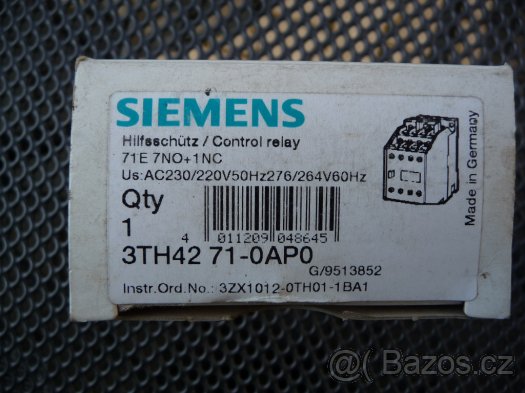 SIEMENS
Hilfsschütz / Control relay
71E 7NO+1NC
Us:AC230/220V50Hz276/264V60Hz
Qty
1
4 011209 048645
3TH42 71-0AP0
G/9513852
Instr.Ord.No.: 3ZX1012-0TH01-1BA1
Made in Germany
Bazos.cz